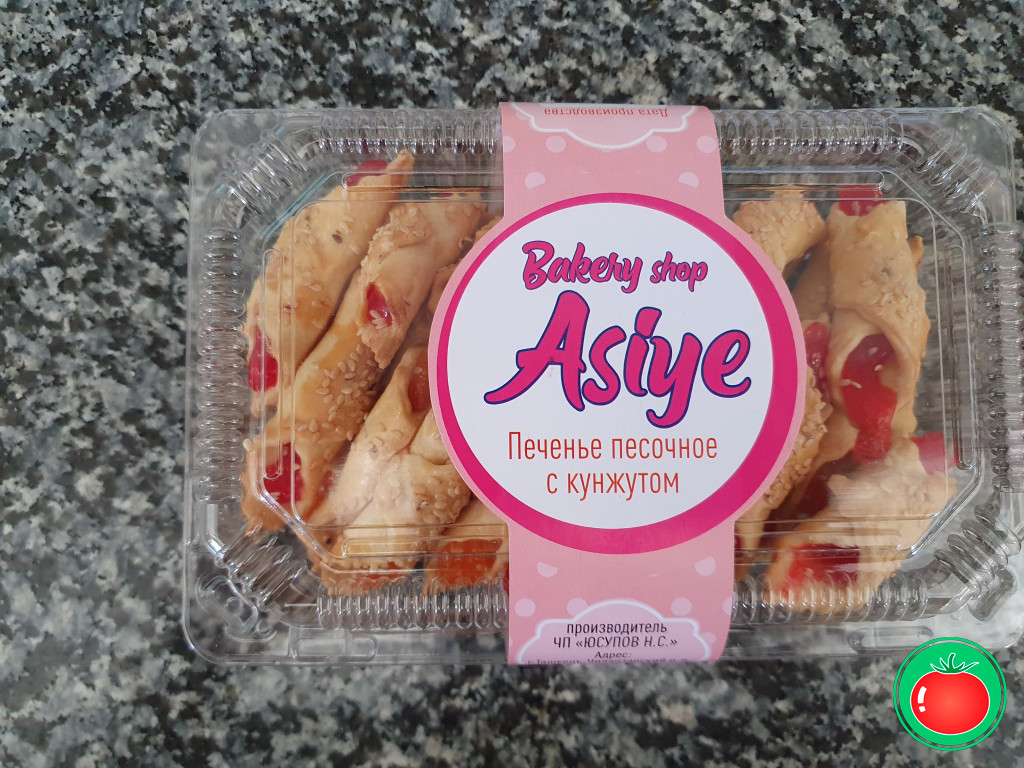 Дата производства
Bakery shop
Asiye
Печенье песочное
с кунжутом
производитель
ЧП «ЮСУПОВ Н.С.»
Адрес: